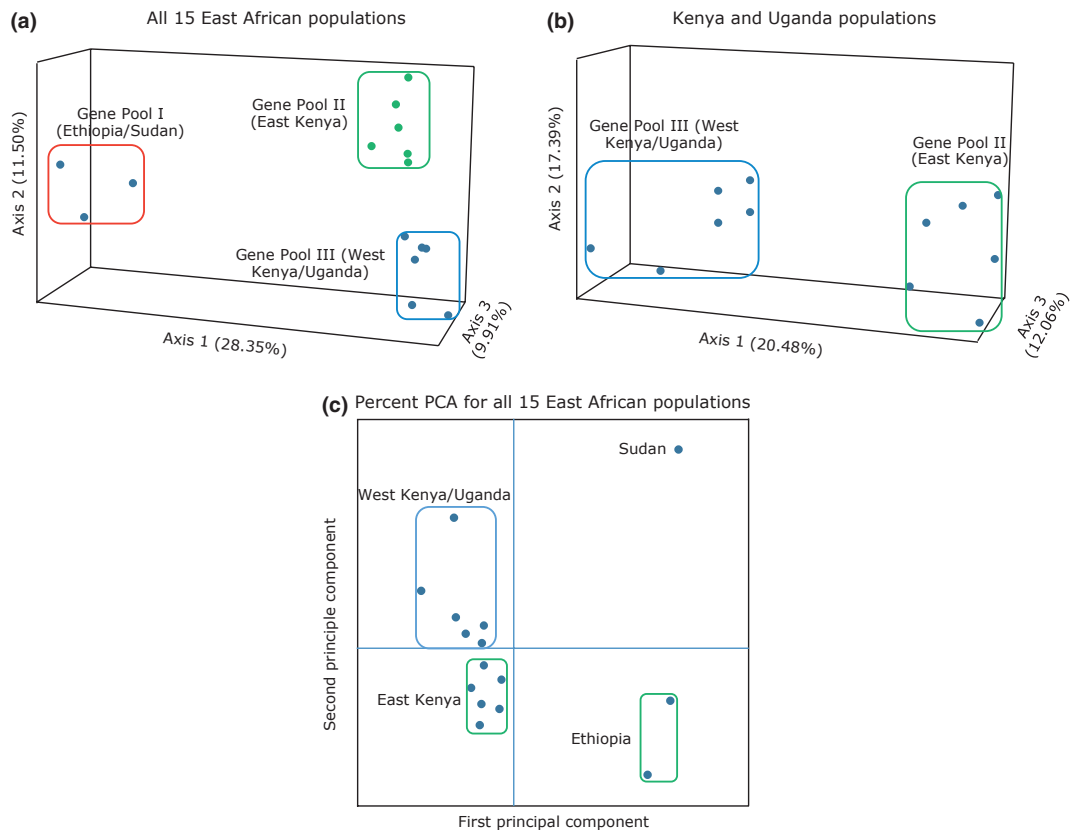 (a) All 15 East African populations
Gene Pool I
(Ethiopia/Sudan)
Gene Pool II
(East Kenya)
Gene Pool III (West
Kenya/Uganda)
Axis 2 (11.50%)
Axis 1 (28.35%)
Axis 3
(9.91%)
(b) Kenya and Uganda populations
Gene Pool III (West
Kenya/Uganda)
Gene Pool II
(East Kenya)
Axis 2 (17.39%)
Axis 1 (20.48%)
Axis 3
(12.06%)
(c) Percent PCA for all 15 East African populations
Sudan
West Kenya/Uganda
East Kenya
Ethiopia
Second principle component
First principal component